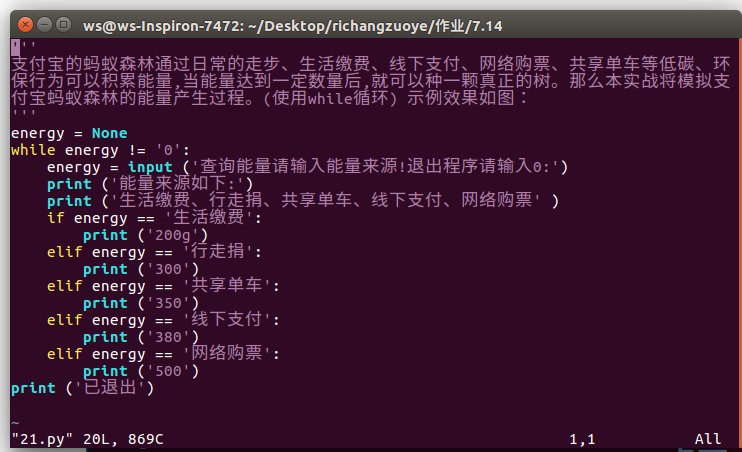 ws@ws-Inspiron-7472: ~/Desktop/richangzuoye/作业/7.14
'''
支付宝的蚂蚁森林通过日常的走步、生活缴费、线下支付、网络购票、共享单车等低碳、环
保行为可以积累能量,当能量达到一定数量后,就可以种一颗真正的树。那么本实战将模拟支
付宝蚂蚁森林的能量产生过程。(使用while循环) 示例效果如图：
'''
energy = None
while energy != '0':
    energy = input ('查询能量请输入能量来源!退出程序请输入0:')
    print ('能量来源如下:')
    print ('生活缴费、行走捐、共享单车、线下支付、网络购票' )
    if energy == '生活缴费':
        print ('200g')
    elif energy == '行走捐':
        print ('300')
    elif energy == '共享单车':
        print ('350')
    elif energy == '线下支付':
        print ('380')
    elif energy == '网络购票':
        print ('500')
print ('已退出')
~
"21.py" 20L, 869C 1,1 All